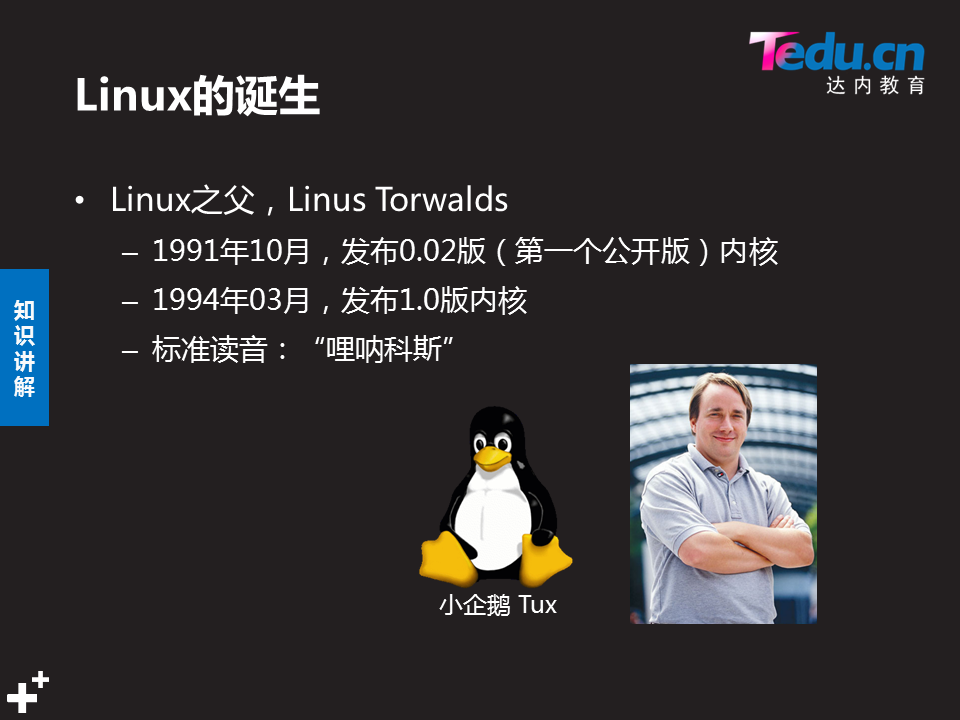 Tedu.cn
达内教育
Linux的诞生
• Linux之父，Linus Torwalds
– 1991年10月，发布0.02版（第一个公开版）内核
– 1994年03月，发布1.0版内核
– 标准读音：“哩呐科斯”
知识讲解
小企鹅 Tux